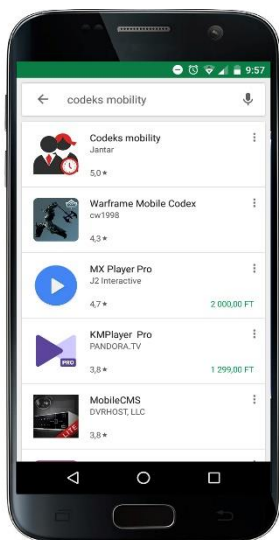 9:57
codeks mobility
Codeks mobility
Jantar
5,0 ★
Warframe Mobile Codex
cw1998
4,3 ★
MX Player Pro
J2 Interactive
4,7 ★ 2 000,00 FT
KMPlayer Pro
PANDORA.TV
PRO
3,8 ★ 1 299,00 FT
MobileCMS
DVRHOST, LLC
LITE
3,8 ★